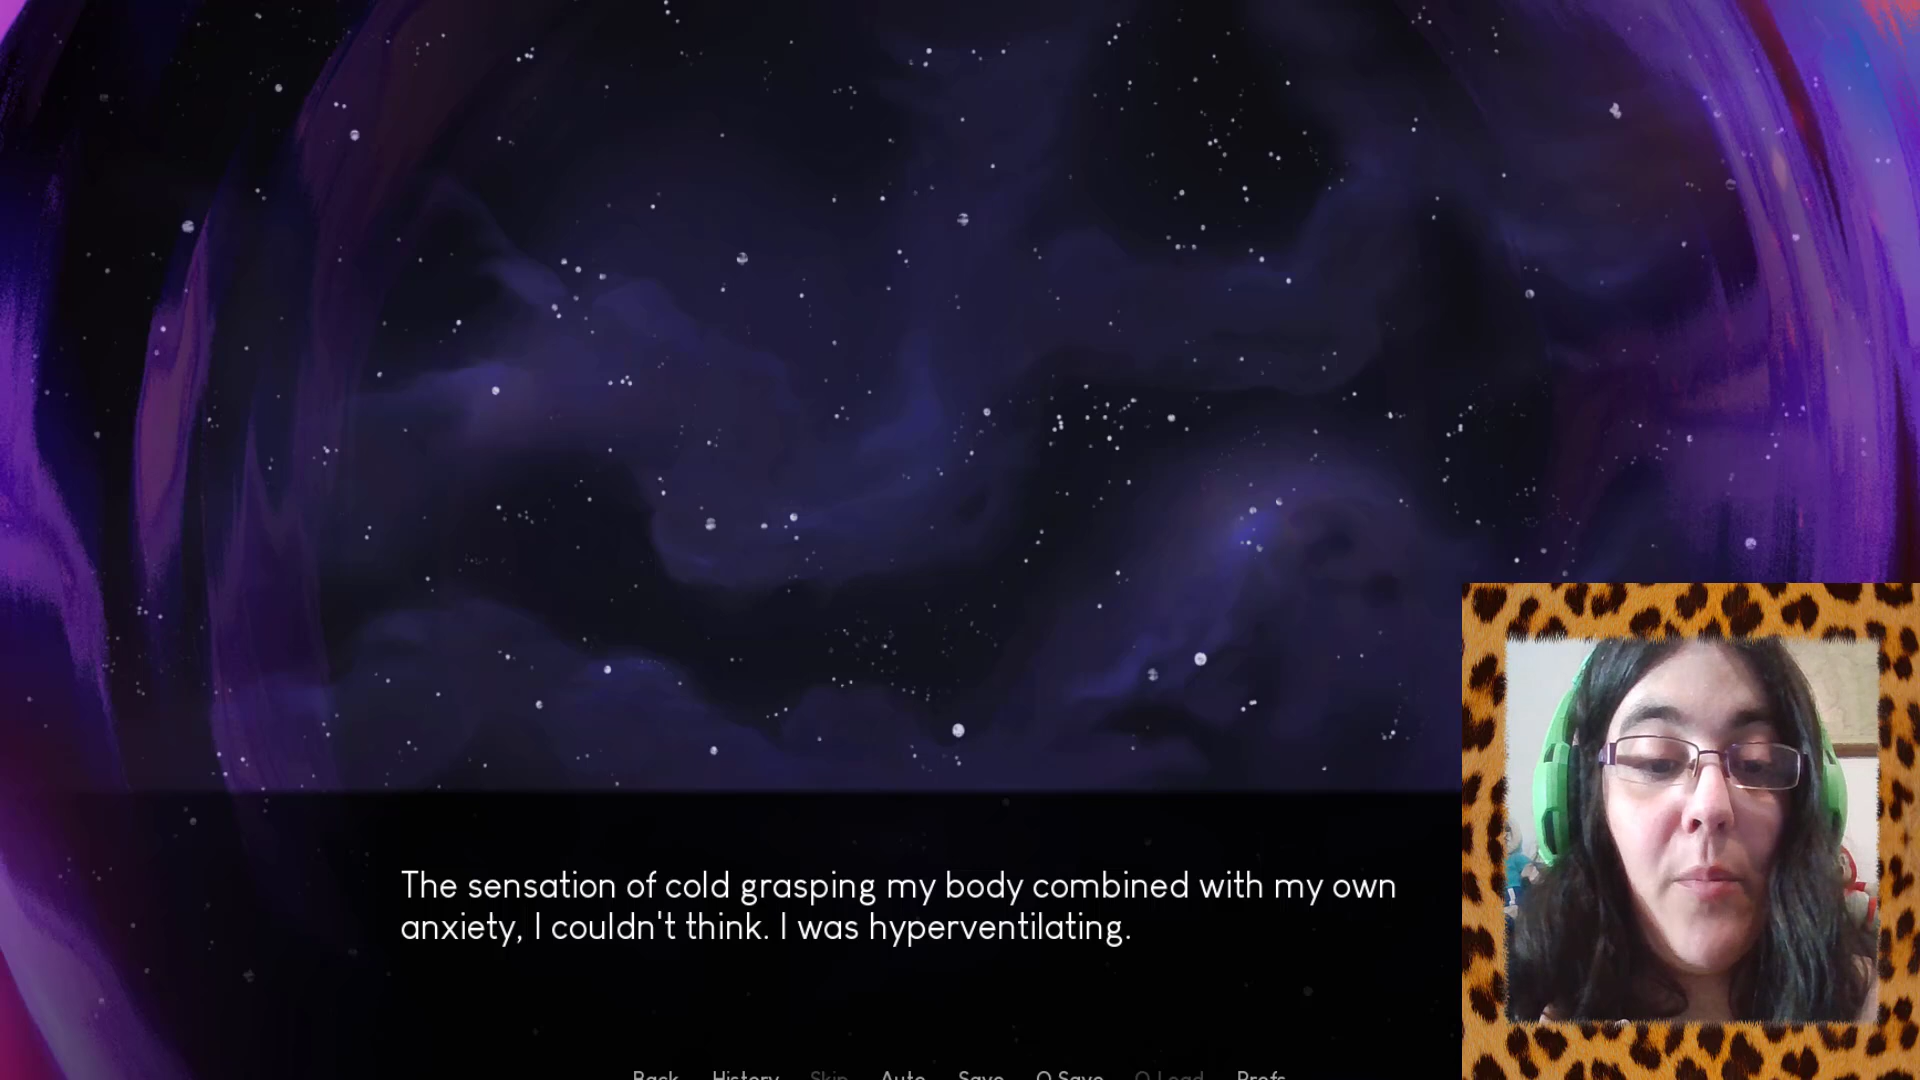 The sensation of cold grasping my body combined with my own
anxiety, I couldn't think. I was hyperventilating.
Back History Skip Auto Save Q.Save Q.Load Prefs